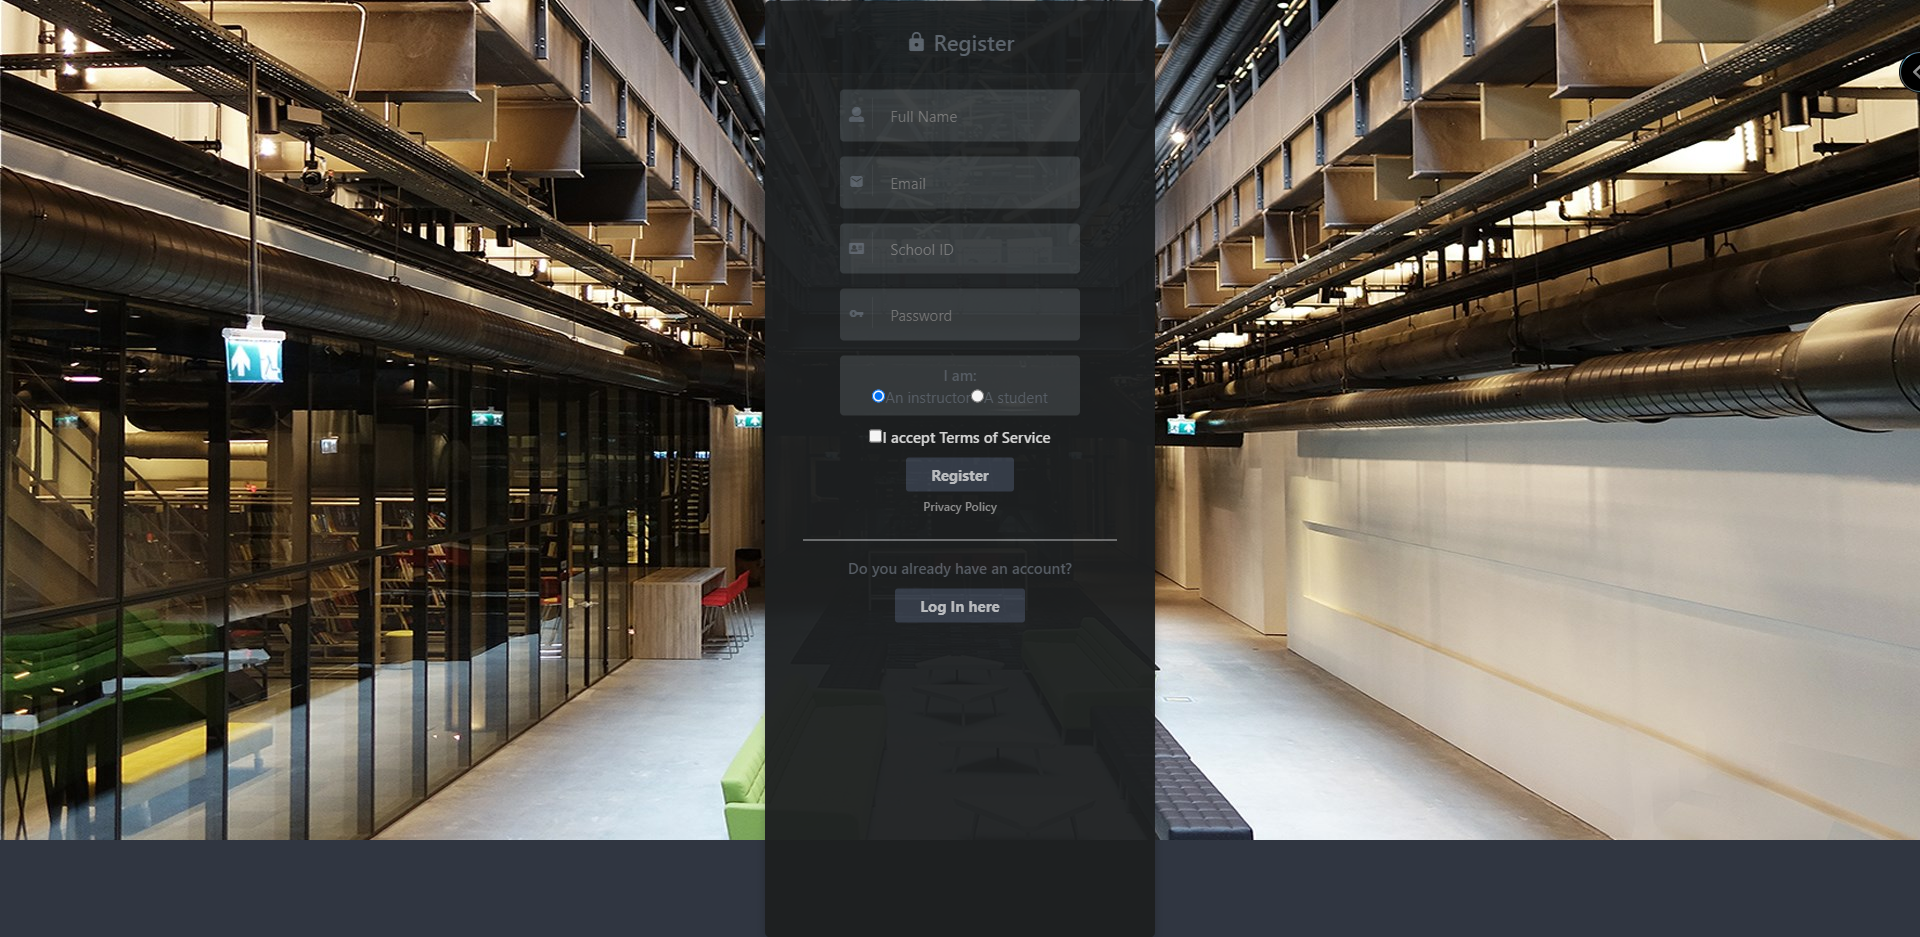 Register
Full Name
Email
School ID
Password
I am:
An instructor A student
I accept Terms of Service
Register
Privacy Policy
Do you already have an account?
Log In here